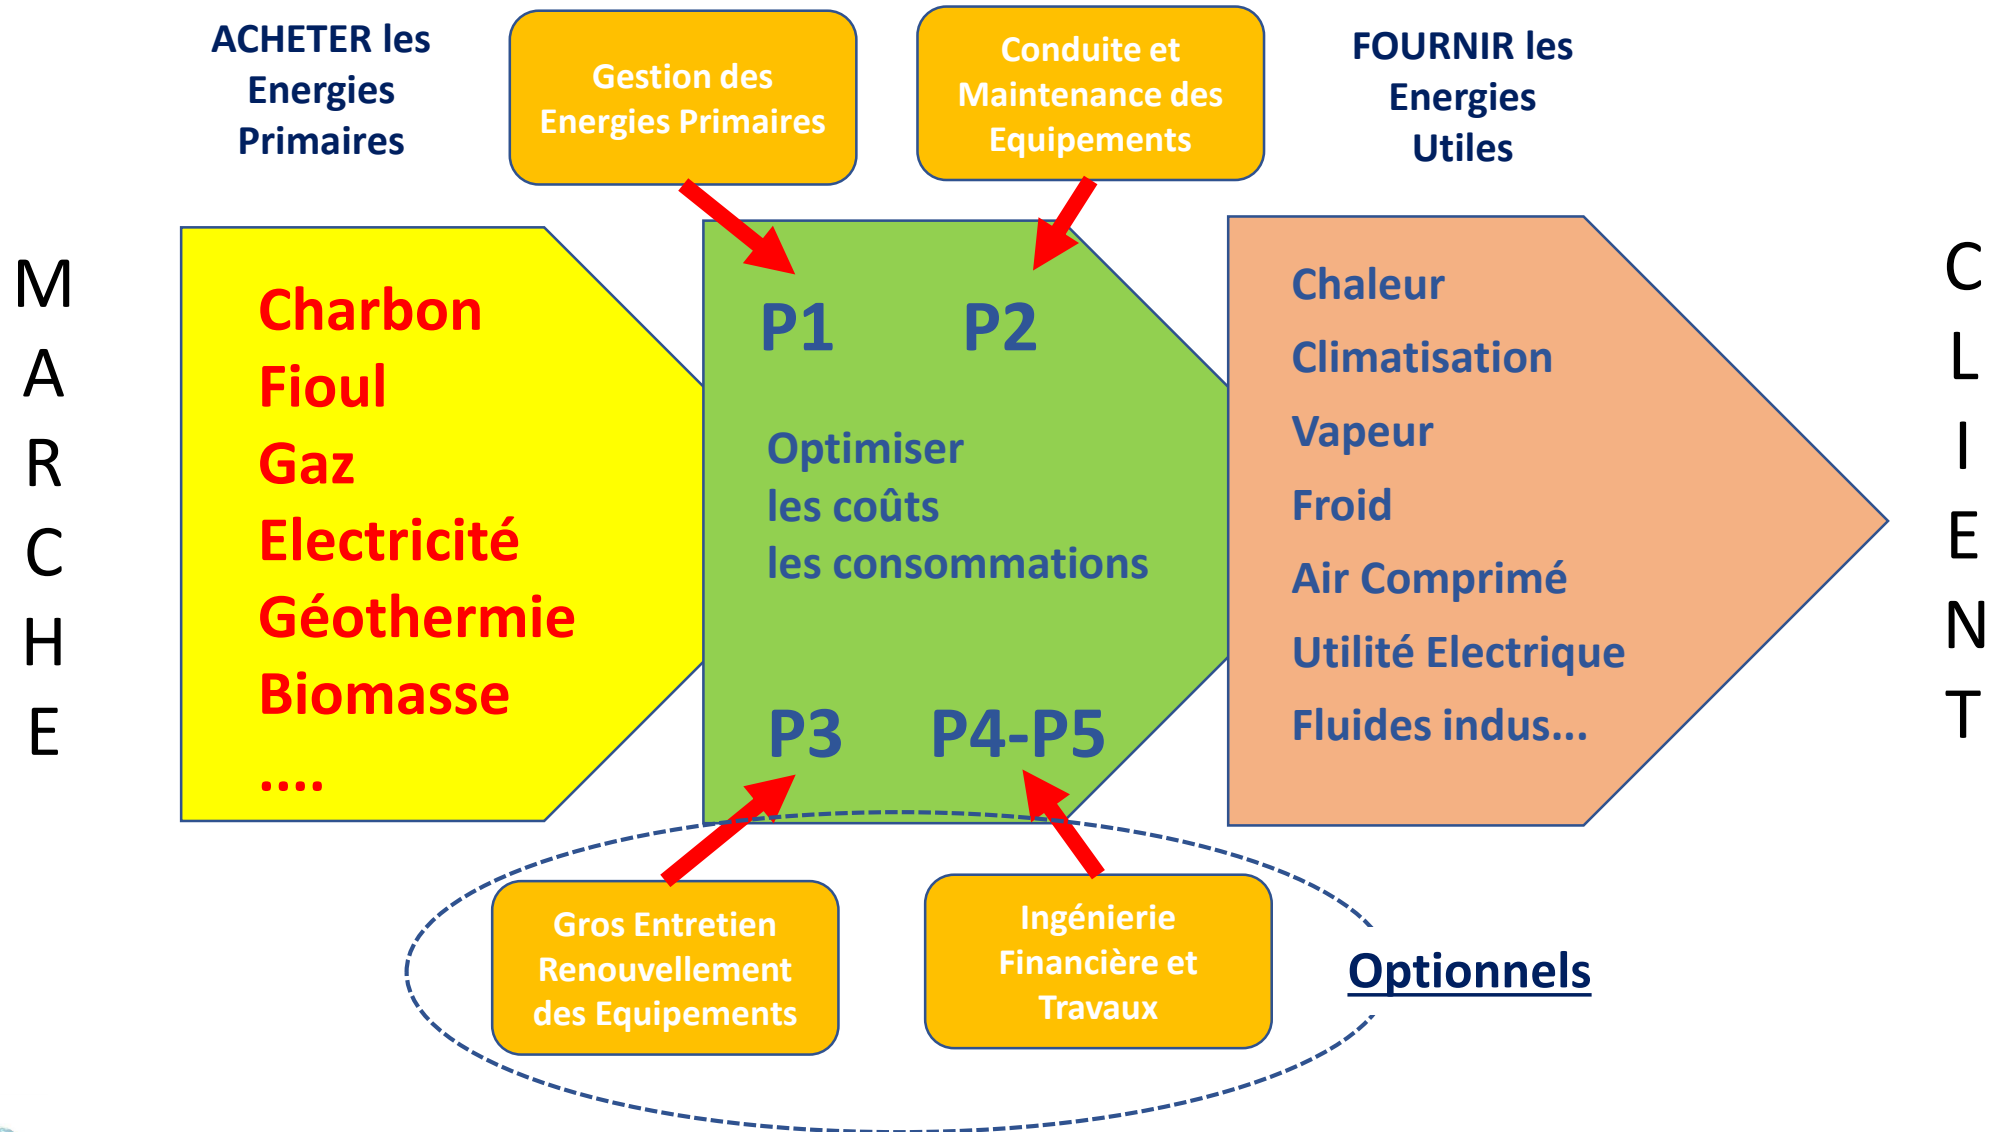 ACHETER les
Energies
Primaires
Gestion des
Energies Primaires
Conduite et
Maintenance des
Equipements
FOURNIR les
Energies
Utiles
M
A
R
C
H
E
Charbon
Fioul
Gaz
Electricité
Géothermie
Biomasse
....
P1 P2
Optimiser
les coûts
les consommations
P3 P4-P5
Chaleur
Climatisation
Vapeur
Froid
Air Comprimé
Utilité Electrique
Fluides indus...
C
L
I
E
N
T
Gros Entretien
Renouvellement
des Equipements
Ingénierie
Financière et
Travaux
Optionnels